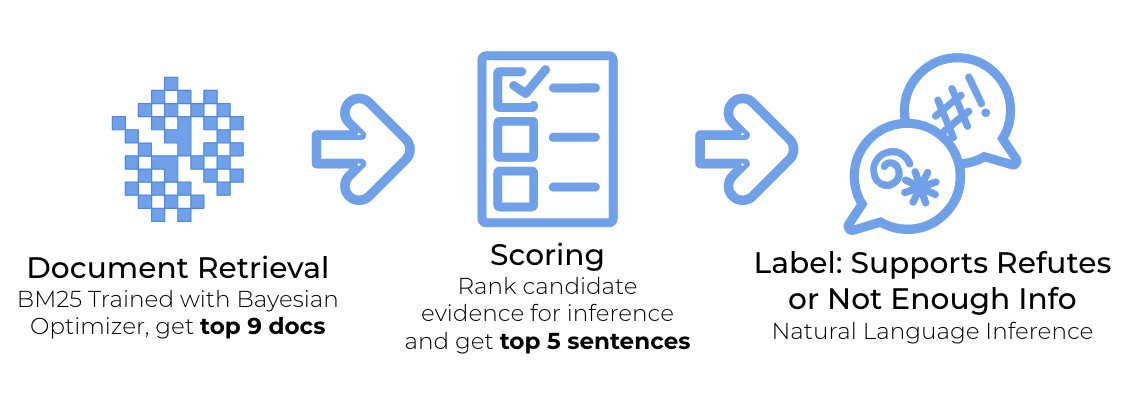 Document Retrieval
BM25 Trained with Bayesian
Optimizer, get top 9 docs
Scoring
Rank candidate
evidence for inference
and get top 5 sentences
#!
Label: Supports Refutes
or Not Enough Info
Natural Language Inference